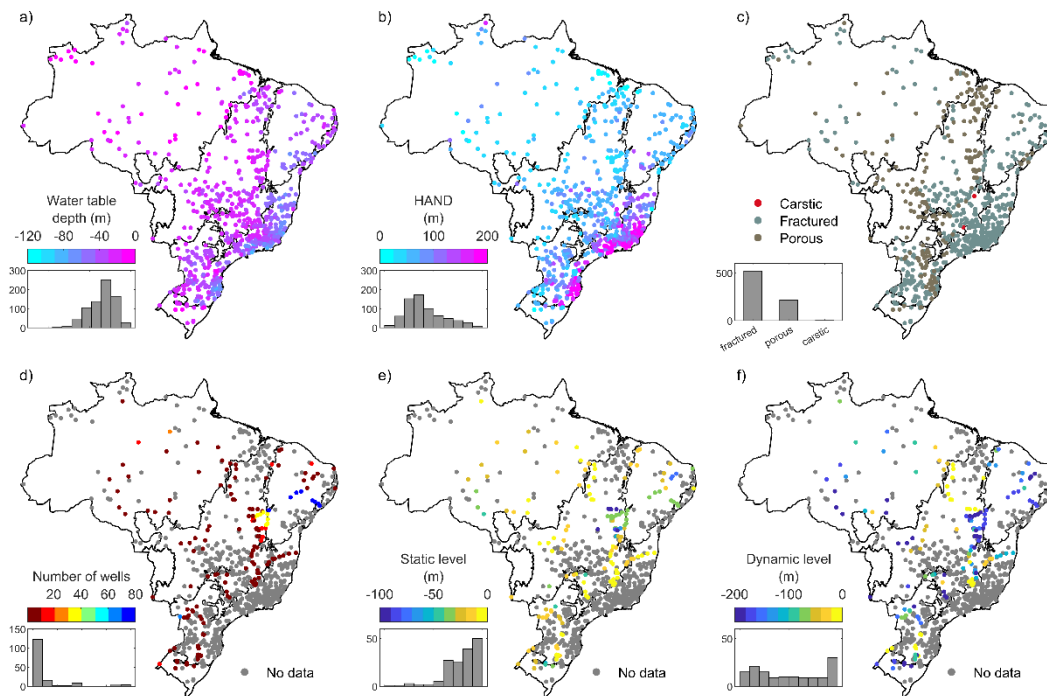 a)
b)
c)
Water table
depth (m)
-120 -80 -40 0
300
200
100
0
HAND
(m)
0 100 200
300
200
100
0
Carstic
Fractured
Porous
500
0
fractured
porous
carstic
d)
e)
f)
Number of wells
20 40 60 80
150
100
50
0
No data
Static level
(m)
-100 -50 0
50
0
No data
Dynamic level
(m)
-200 -100 0
50
0
No data